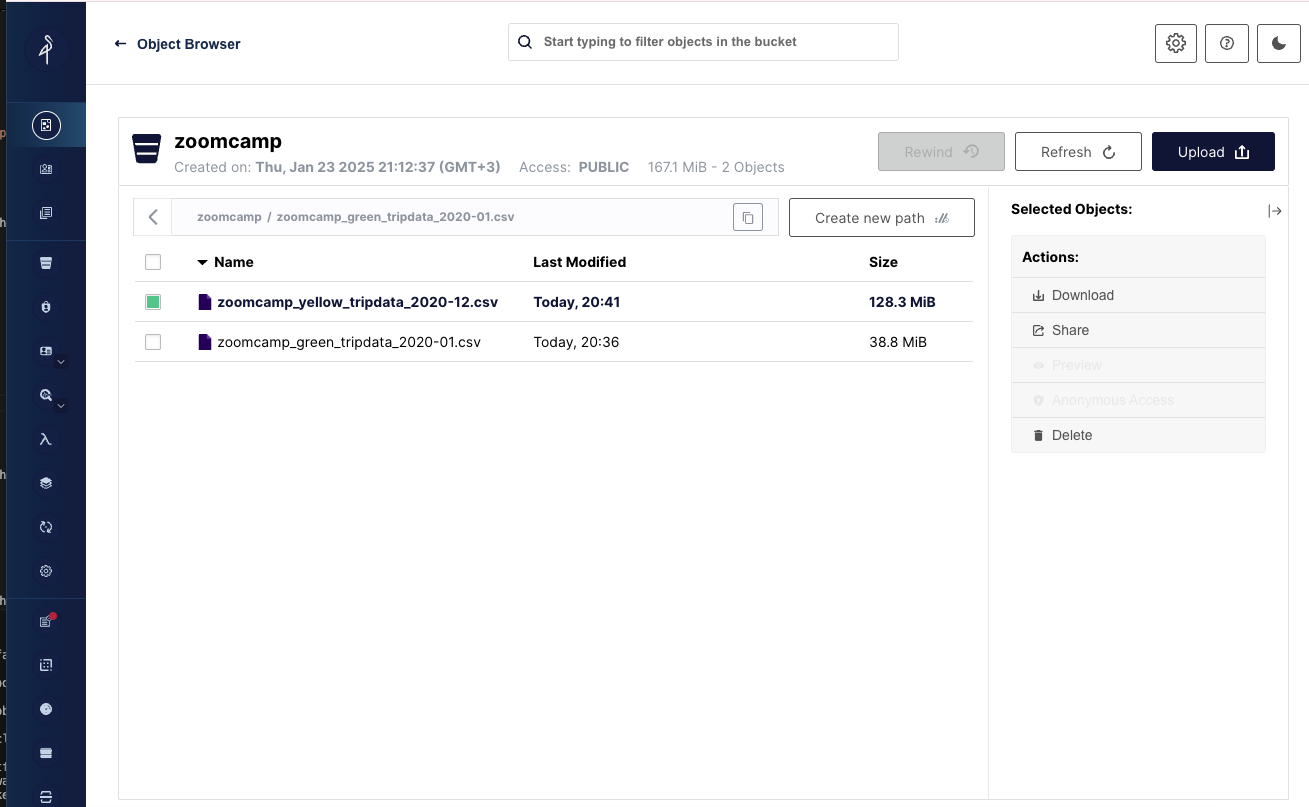 Object Browser
Start typing to filter objects in the bucket
zoomcamp
Created on: Thu, Jan 23 2025 21:12:37 (GMT+3) Access: PUBLIC 167.1 MiB - 2 Objects
Rewind
Refresh
Upload
zoomcamp / zoomcamp_green_tripdata_2020-01.csv
Create new path
Name Last Modified Size
zoomcamp_yellow_tripdata_2020-12.csv Today, 20:41 128.3 MiB
zoomcamp_green_tripdata_2020-01.csv Today, 20:36 38.8 MiB
Selected Objects:
Actions:
Download
Share
Preview
Anonymous Access
Delete